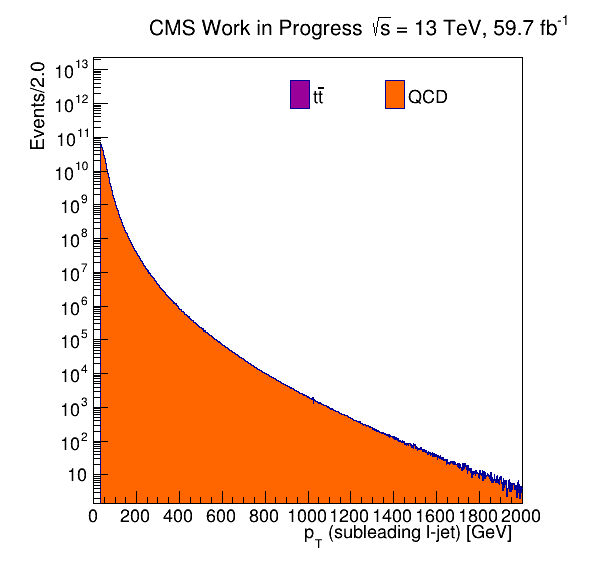 CMS Work in Progress √s = 13 TeV, 59.7 fb⁻¹
Events/2.0
tt̄
QCD
10¹³
10¹²
10¹¹
10¹⁰
10⁹
10⁸
10⁷
10⁶
10⁵
10⁴
10³
10²
10
0 200 400 600 800 1000 1200 1400 1600 1800 2000
p_T (subleading l-jet) [GeV]